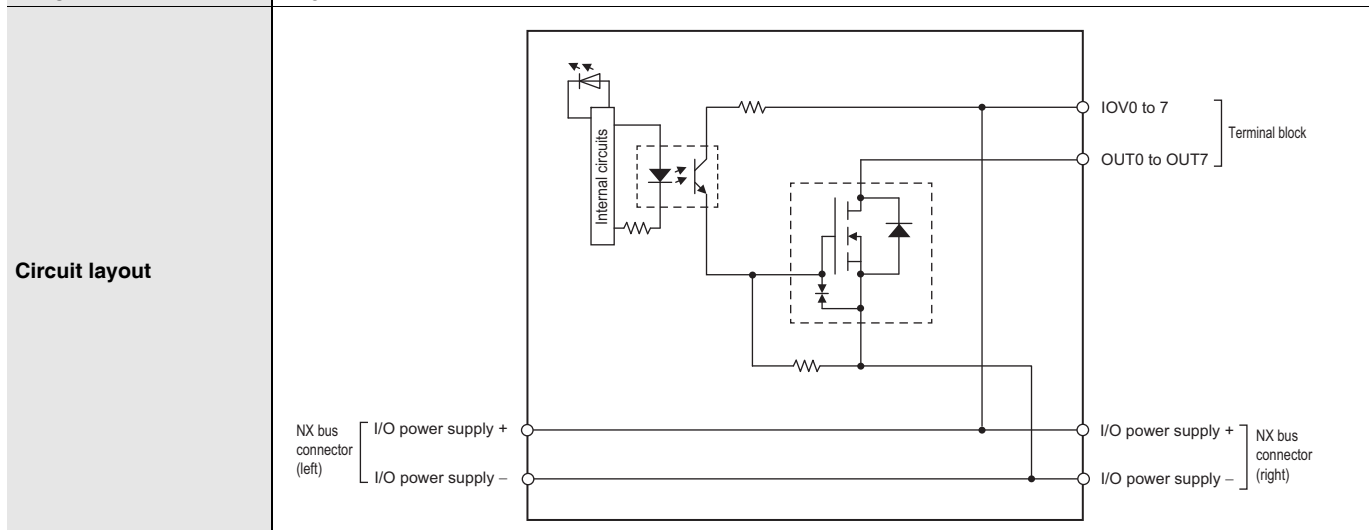 Circuit layout
Internal circuits
IOV0 to 7
OUT0 to OUT7
Terminal block
NX bus
connector
(left)
I/O power supply +
I/O power supply –
I/O power supply +
I/O power supply –
NX bus
connector
(right)